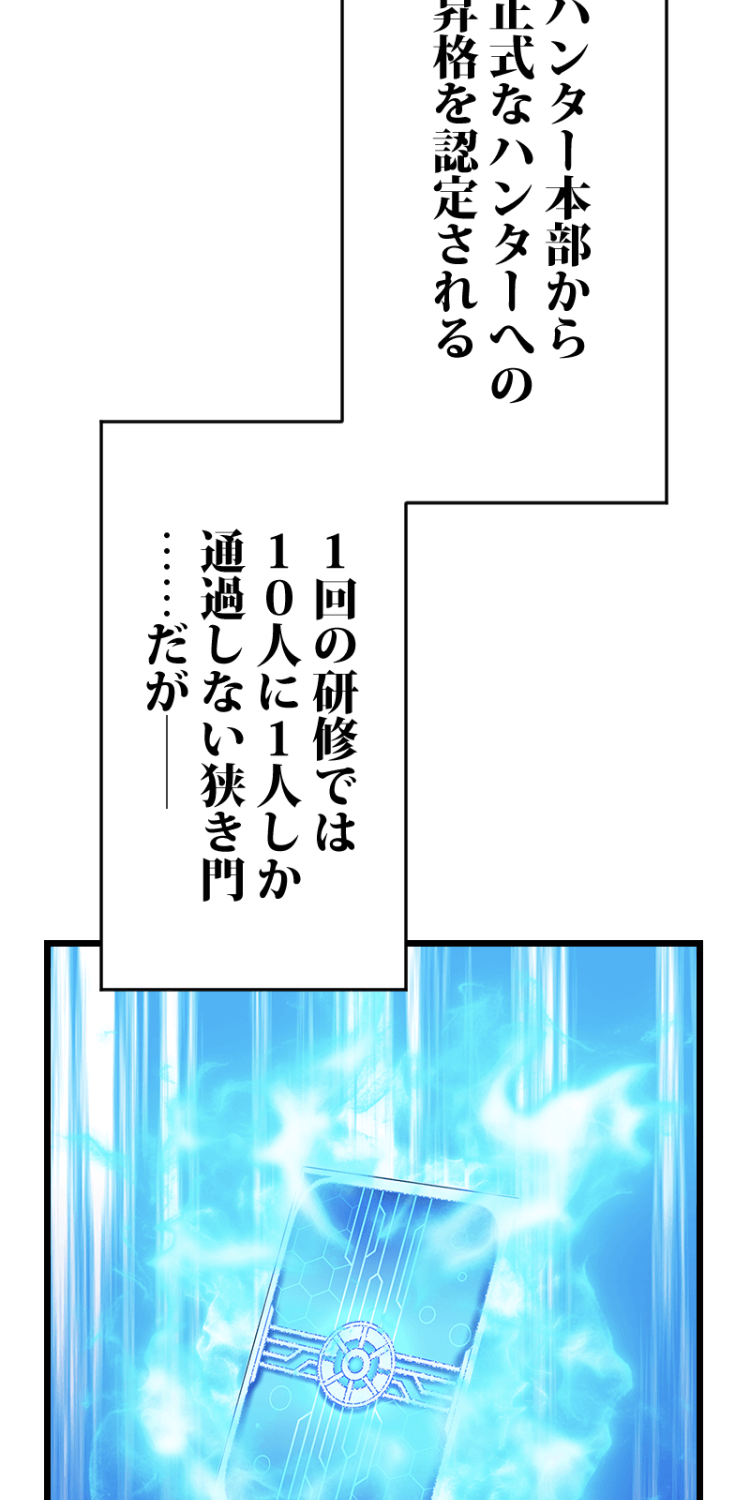 ハンター本部から
正式なハンターへの
昇格を認定される
1回の研修では
10人に1人しか
通過しない狭き門
……だが――